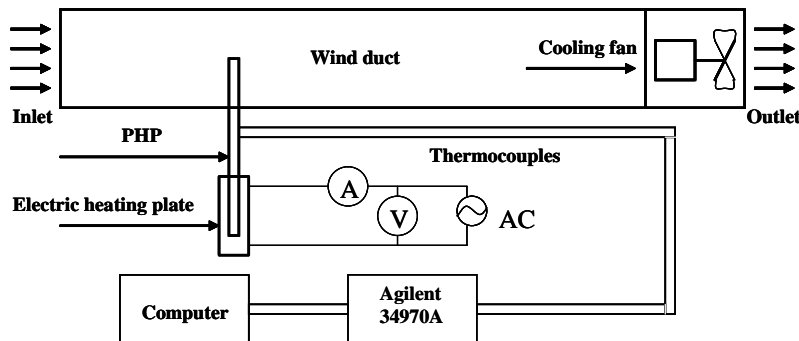 Wind duct
Cooling fan
Inlet
Outlet
PHP
Thermocouples
Electric heating plate
A
V
AC
Computer
Agilent
34970A